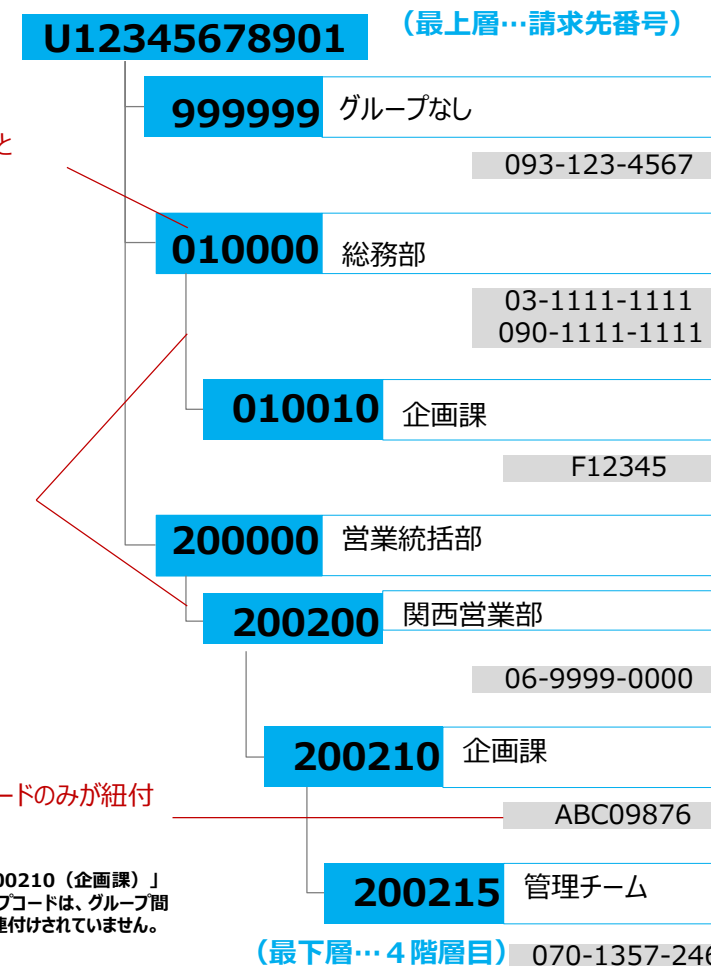 （最上層…請求先番号）
U12345678901
999999 グループなし
と
093-123-4567
010000 総務部
03-1111-1111
090-1111-1111
010010 企画課
F12345
200000 営業統括部
200200 関西営業部
06-9999-0000
200210 企画課
ードのみが紐付
ABC09876
00210（企画課）」
プコードは、グループ間
連付けされていません。
200215 管理チーム
（最下層…４階層目） 070-1357-246